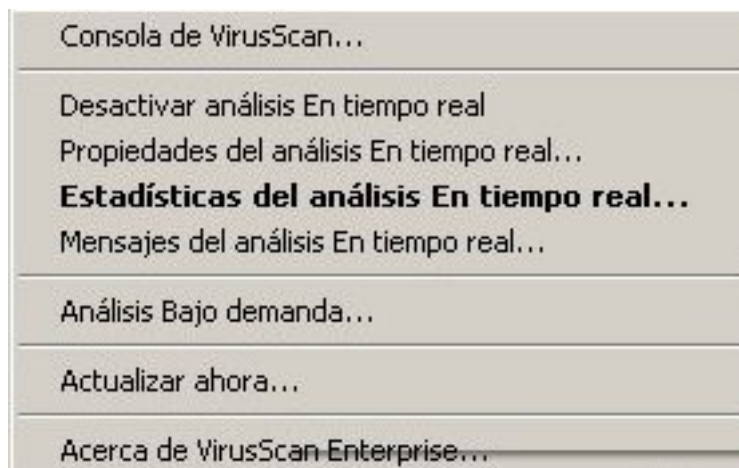 Consola de VirusScan...
Desactivar análisis En tiempo real
Propiedades del análisis En tiempo real...
Estadísticas del análisis En tiempo real...
Mensajes del análisis En tiempo real...
Análisis Bajo demanda...
Actualizar ahora...
Acerca de VirusScan Enterprise...